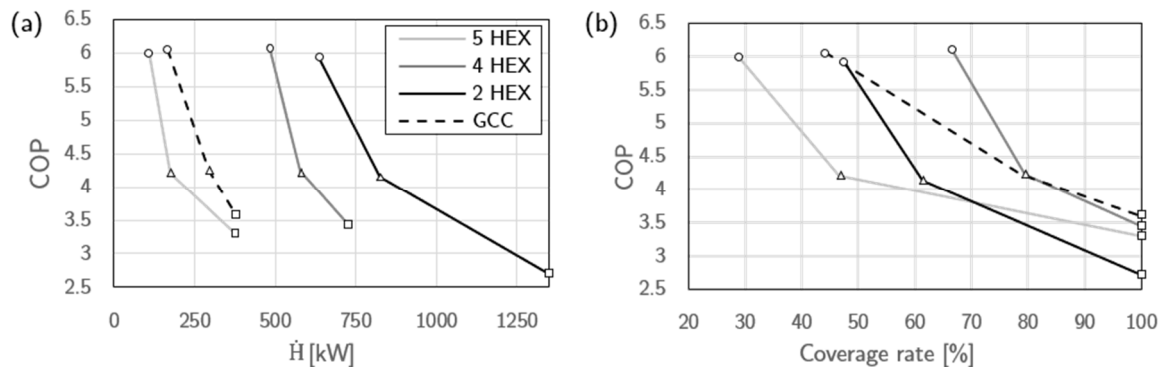 (a)
6.5
6
5.5
5
4.5
4
3.5
3
2.5
COP
0 250 500 750 1000 1250
Ḣ [kW]
5 HEX
4 HEX
2 HEX
GCC
(b)
6.5
6
5.5
5
4.5
4
3.5
3
2.5
COP
20 30 40 50 60 70 80 90 100
Coverage rate [%]